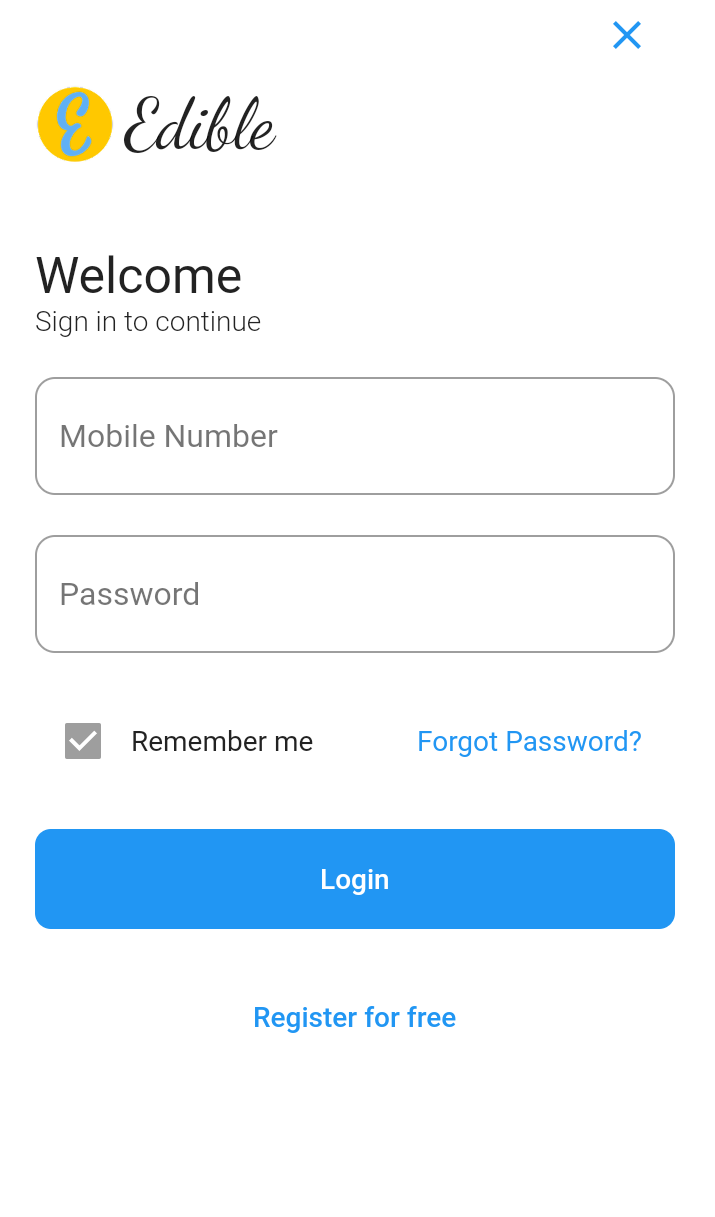 E Edible
Welcome
Sign in to continue
Mobile Number
Password
Remember me Forgot Password?
Login
Register for free